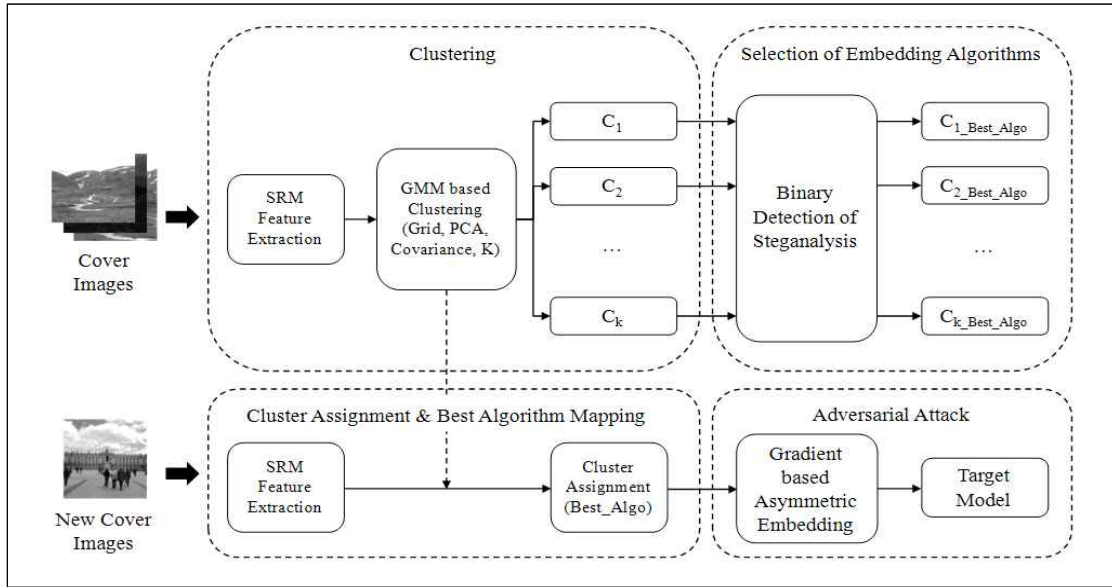 Clustering
Selection of Embedding Algorithms
Cover
Images
SRM
Feature
Extraction
GMM based
Clustering
(Grid, PCA,
Covariance, K)
C1
C2
...
Ck
Binary
Detection of
Steganalysis
C1_Best_Algo
C2_Best_Algo
...
Ck_Best_Algo
Cluster Assignment & Best Algorithm Mapping
Adversarial Attack
New Cover
Images
SRM
Feature
Extraction
Cluster
Assignment
(Best_Algo)
Gradient
based
Asymmetric
Embedding
Target
Model